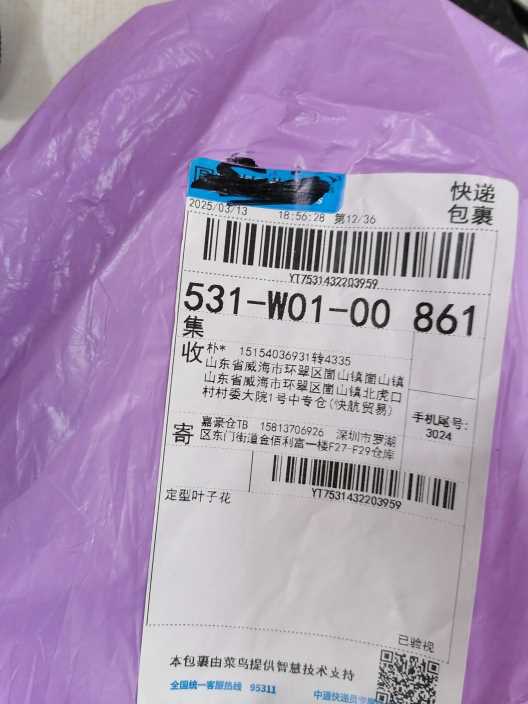 快递
包裹
2025/03/13 18:56:28 第12/36
YT7531432203959
531-W01-00 861
集
收
朴* 15154036931转4335
山东省威海市环翠区崮山镇崮山镇
山东省威海市环翠区崮山镇北虎口
村村委大院1号中专仓(快航贸易)
手机尾号:
3024
寄
嘉豪仓TB 15813706926 深圳市罗湖
区东门街道金佰利富一楼F27-F29仓库
YT7531432203959
定型叶子花
已验视
本包裹由菜鸟提供智慧技术支持
全国统一客服热线 95311
中通快递员